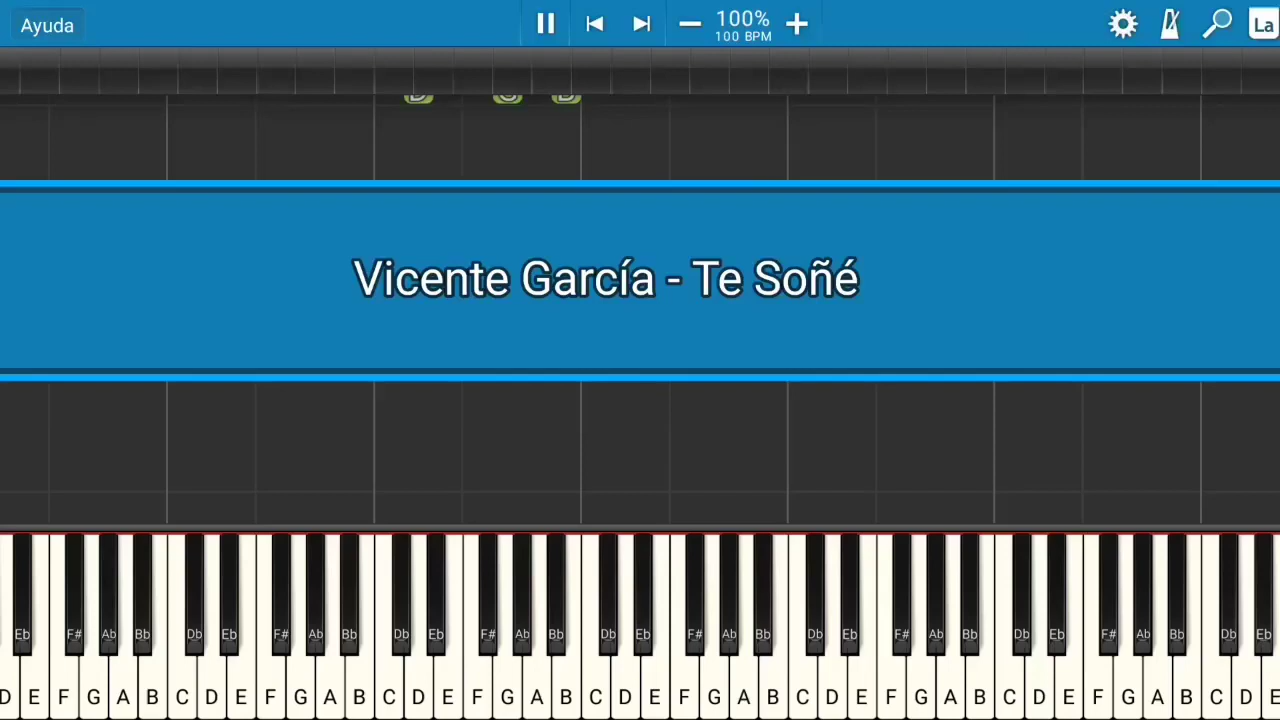 Ayuda
100%
100 BPM
La
D
G
B
Vicente García - Te Soñé
Eb F# Ab Bb Db Eb F# Ab Bb Db Eb F# Ab Bb Db Eb F# Ab Bb Db Eb F# Ab Bb Db Eb F# Ab Bb Db Eb
D E F G A B C D E F G A B C D E F G A B C D E F G A B C D E F G A B C D E F G A B C D E